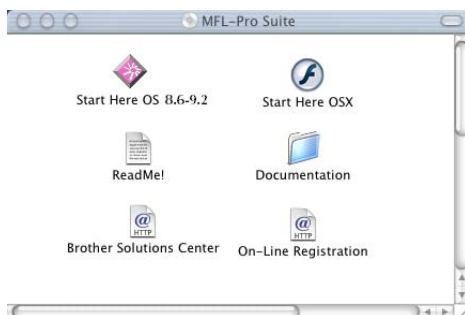 MFL-Pro Suite
Start Here OS 8.6-9.2
Start Here OSX
ReadMe!
Documentation
@
HTTP
@
HTTP
Brother Solutions Center
On-Line Registration